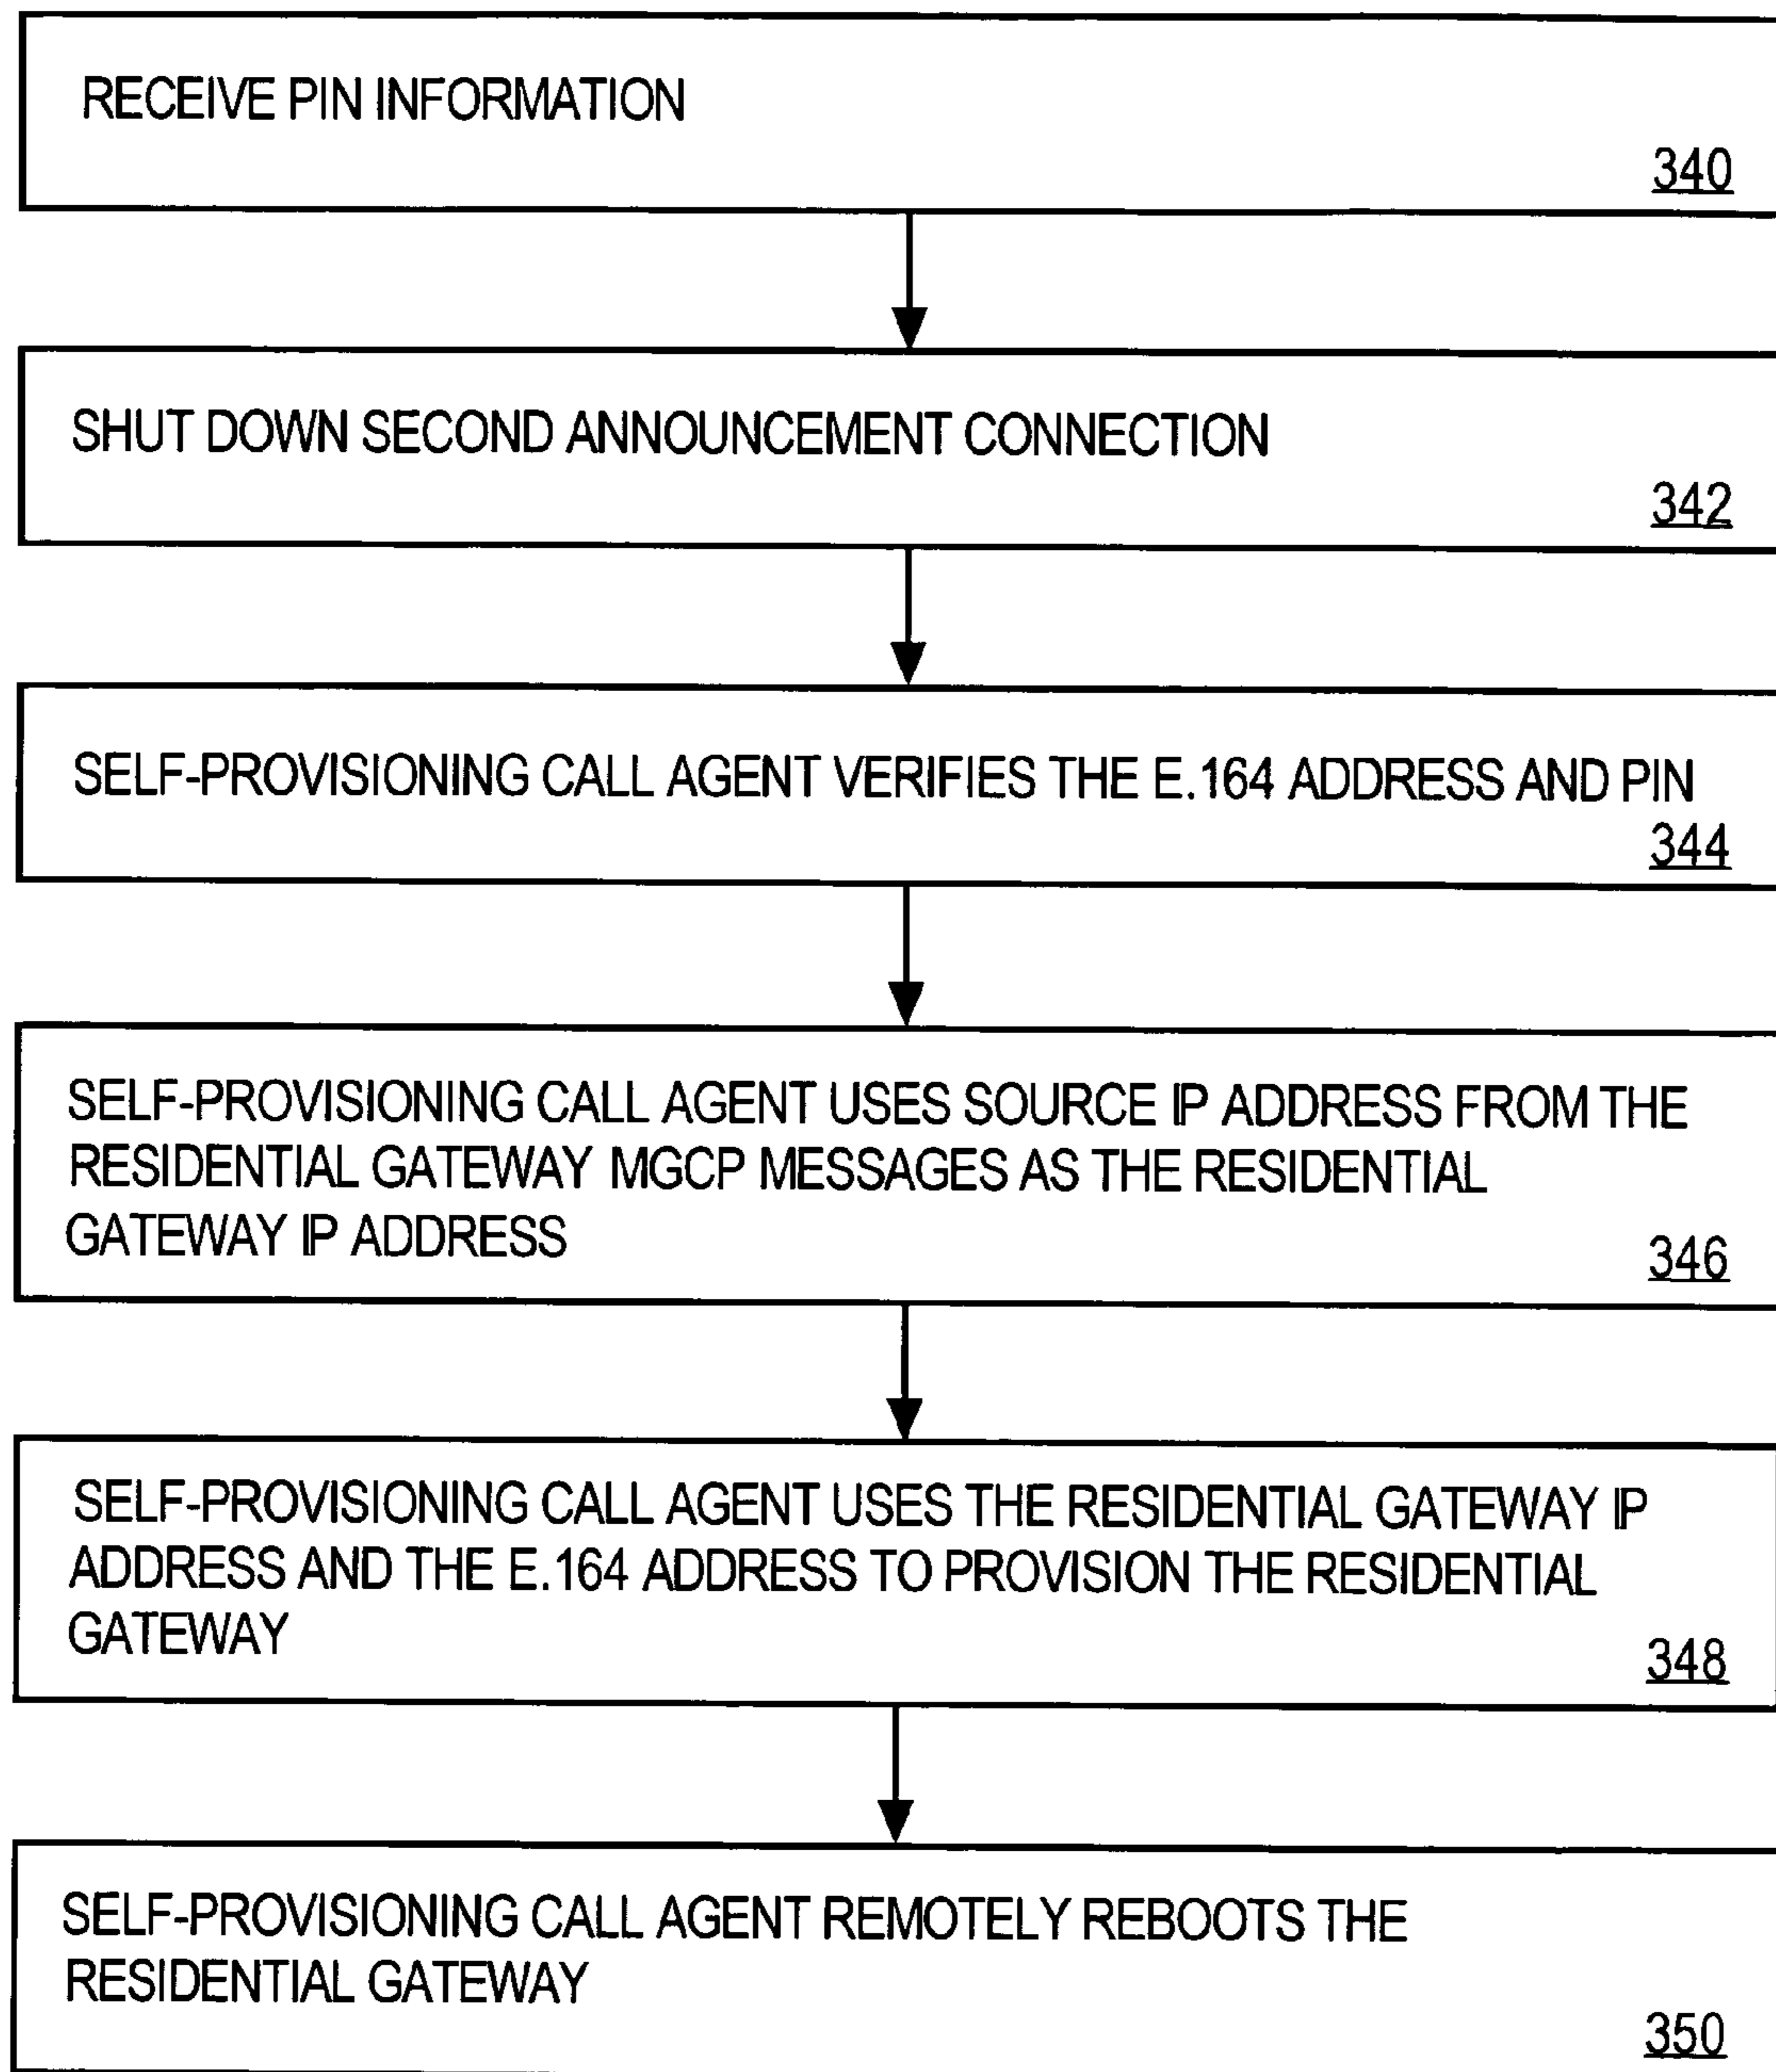 RECEIVE PIN INFORMATION
340
SHUT DOWN SECOND ANNOUNCEMENT CONNECTION
342
SELF-PROVISIONING CALL AGENT VERIFIES THE E.164 ADDRESS AND PIN
344
SELF-PROVISIONING CALL AGENT USES SOURCE IP ADDRESS FROM THE
RESIDENTIAL GATEWAY MGCP MESSAGES AS THE RESIDENTIAL
GATEWAY IP ADDRESS
346
SELF-PROVISIONING CALL AGENT USES THE RESIDENTIAL GATEWAY IP
ADDRESS AND THE E.164 ADDRESS TO PROVISION THE RESIDENTIAL
GATEWAY
348
SELF-PROVISIONING CALL AGENT REMOTELY REBOOTS THE
RESIDENTIAL GATEWAY
350